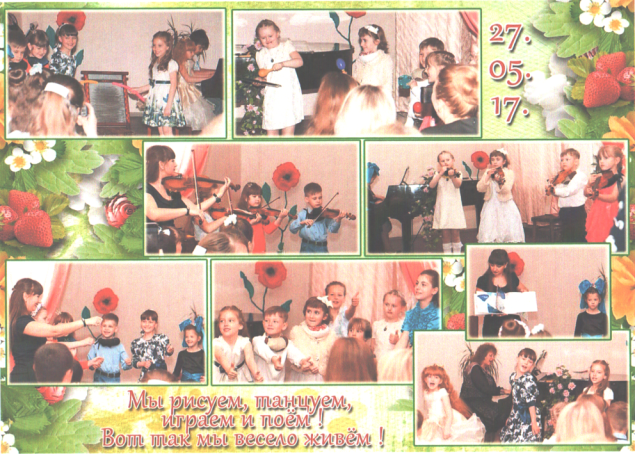 27.
05.
17.
Мы рисуем, танцуем,
играем и поём !
Вот так мы весело живём !